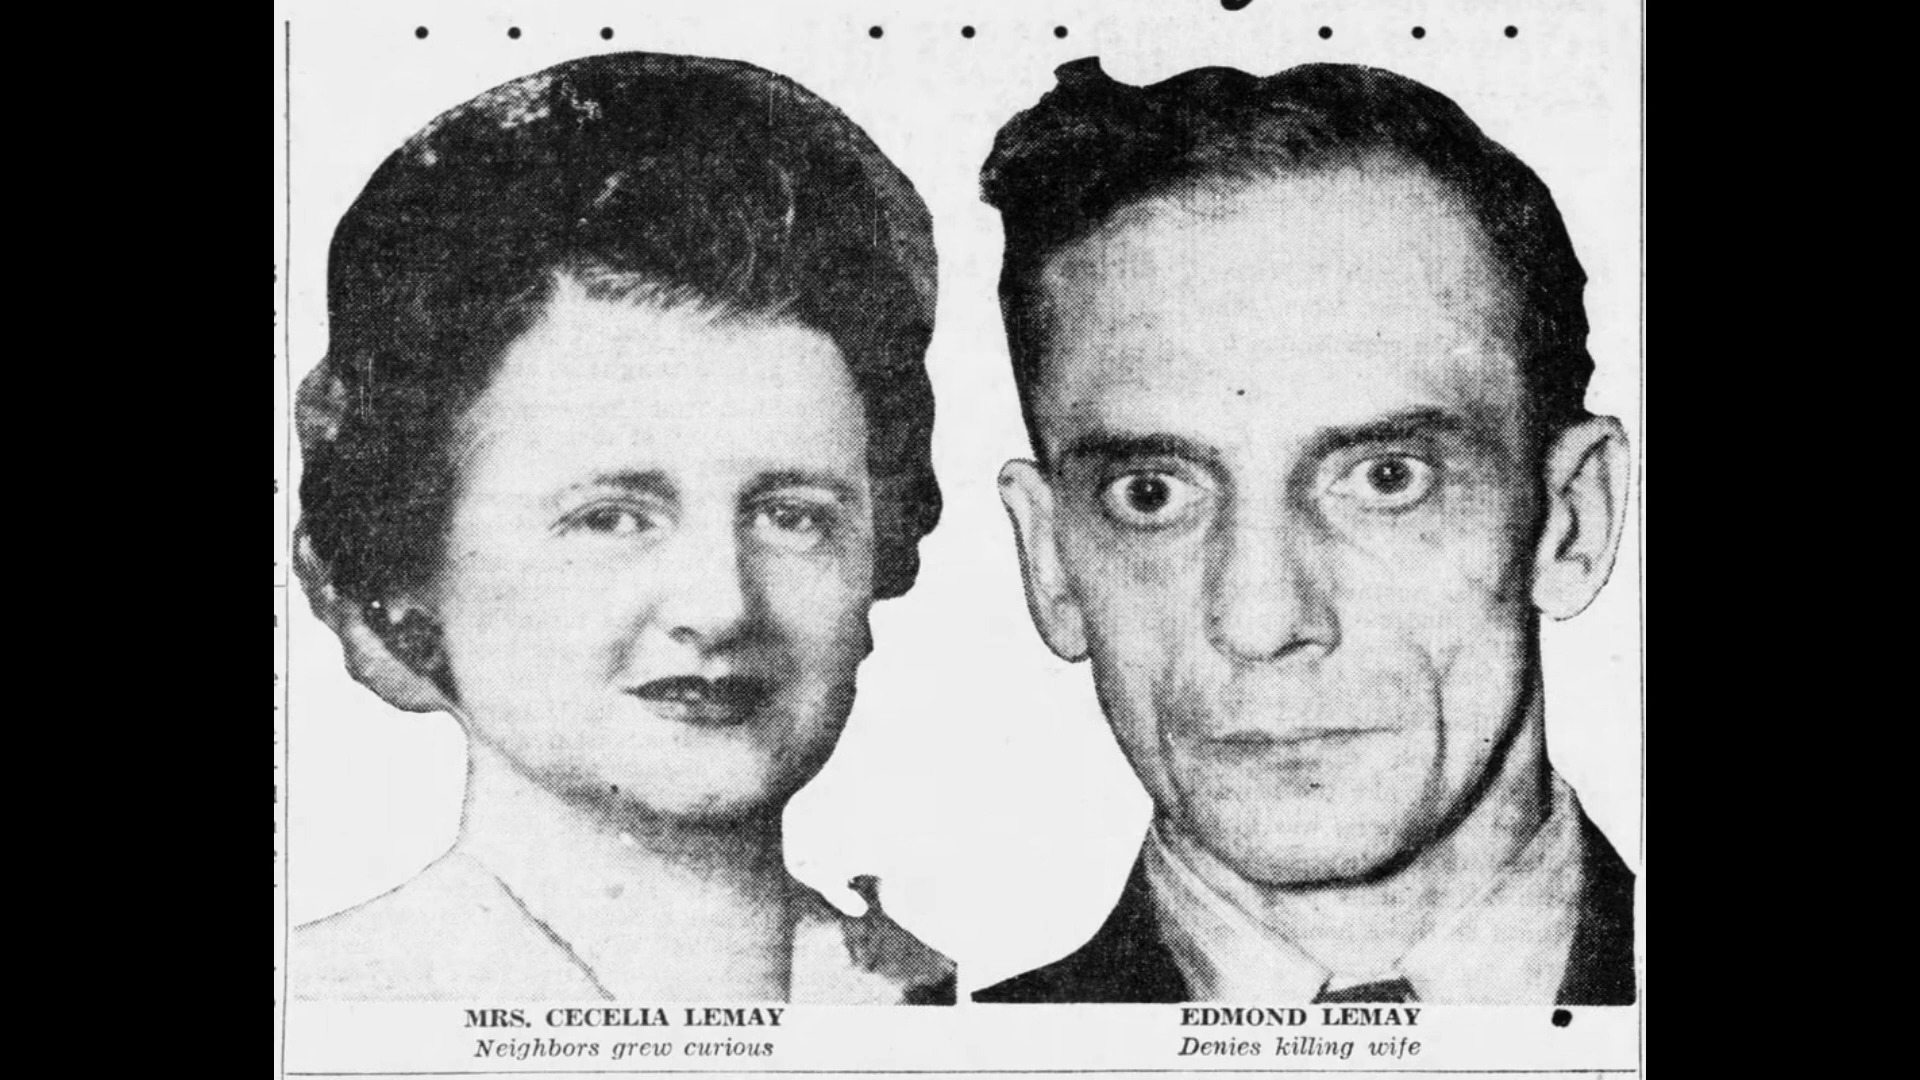 MRS. CECELIA LEMAY
Neighbors grew curious
EDMOND LEMAY
Denies killing wife